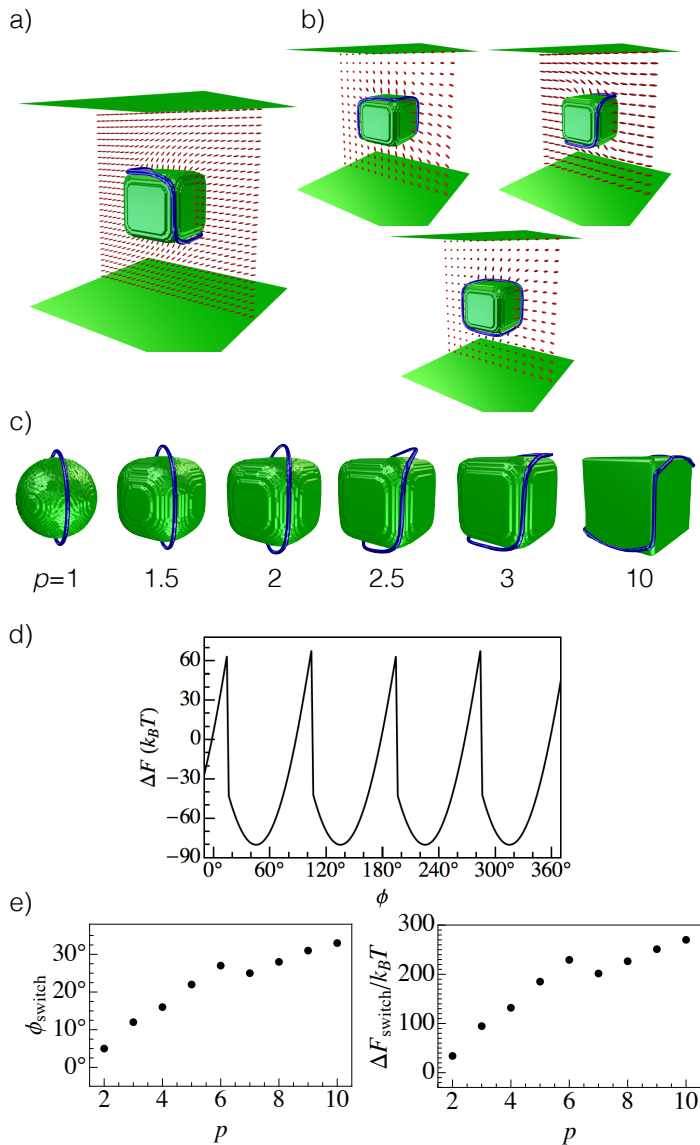 a)
b)
c)
p=1 1.5 2 2.5 3 10
d)
ΔF (k_BT)
60
30
0
−30
−60
−90
0° 60° 120° 180° 240° 300° 360°
ϕ
e)
ϕ_switch
30°
20°
10°
0°
2 4 6 8 10
p
ΔF_switch/k_BT
300
200
100
0
2 4 6 8 10
p